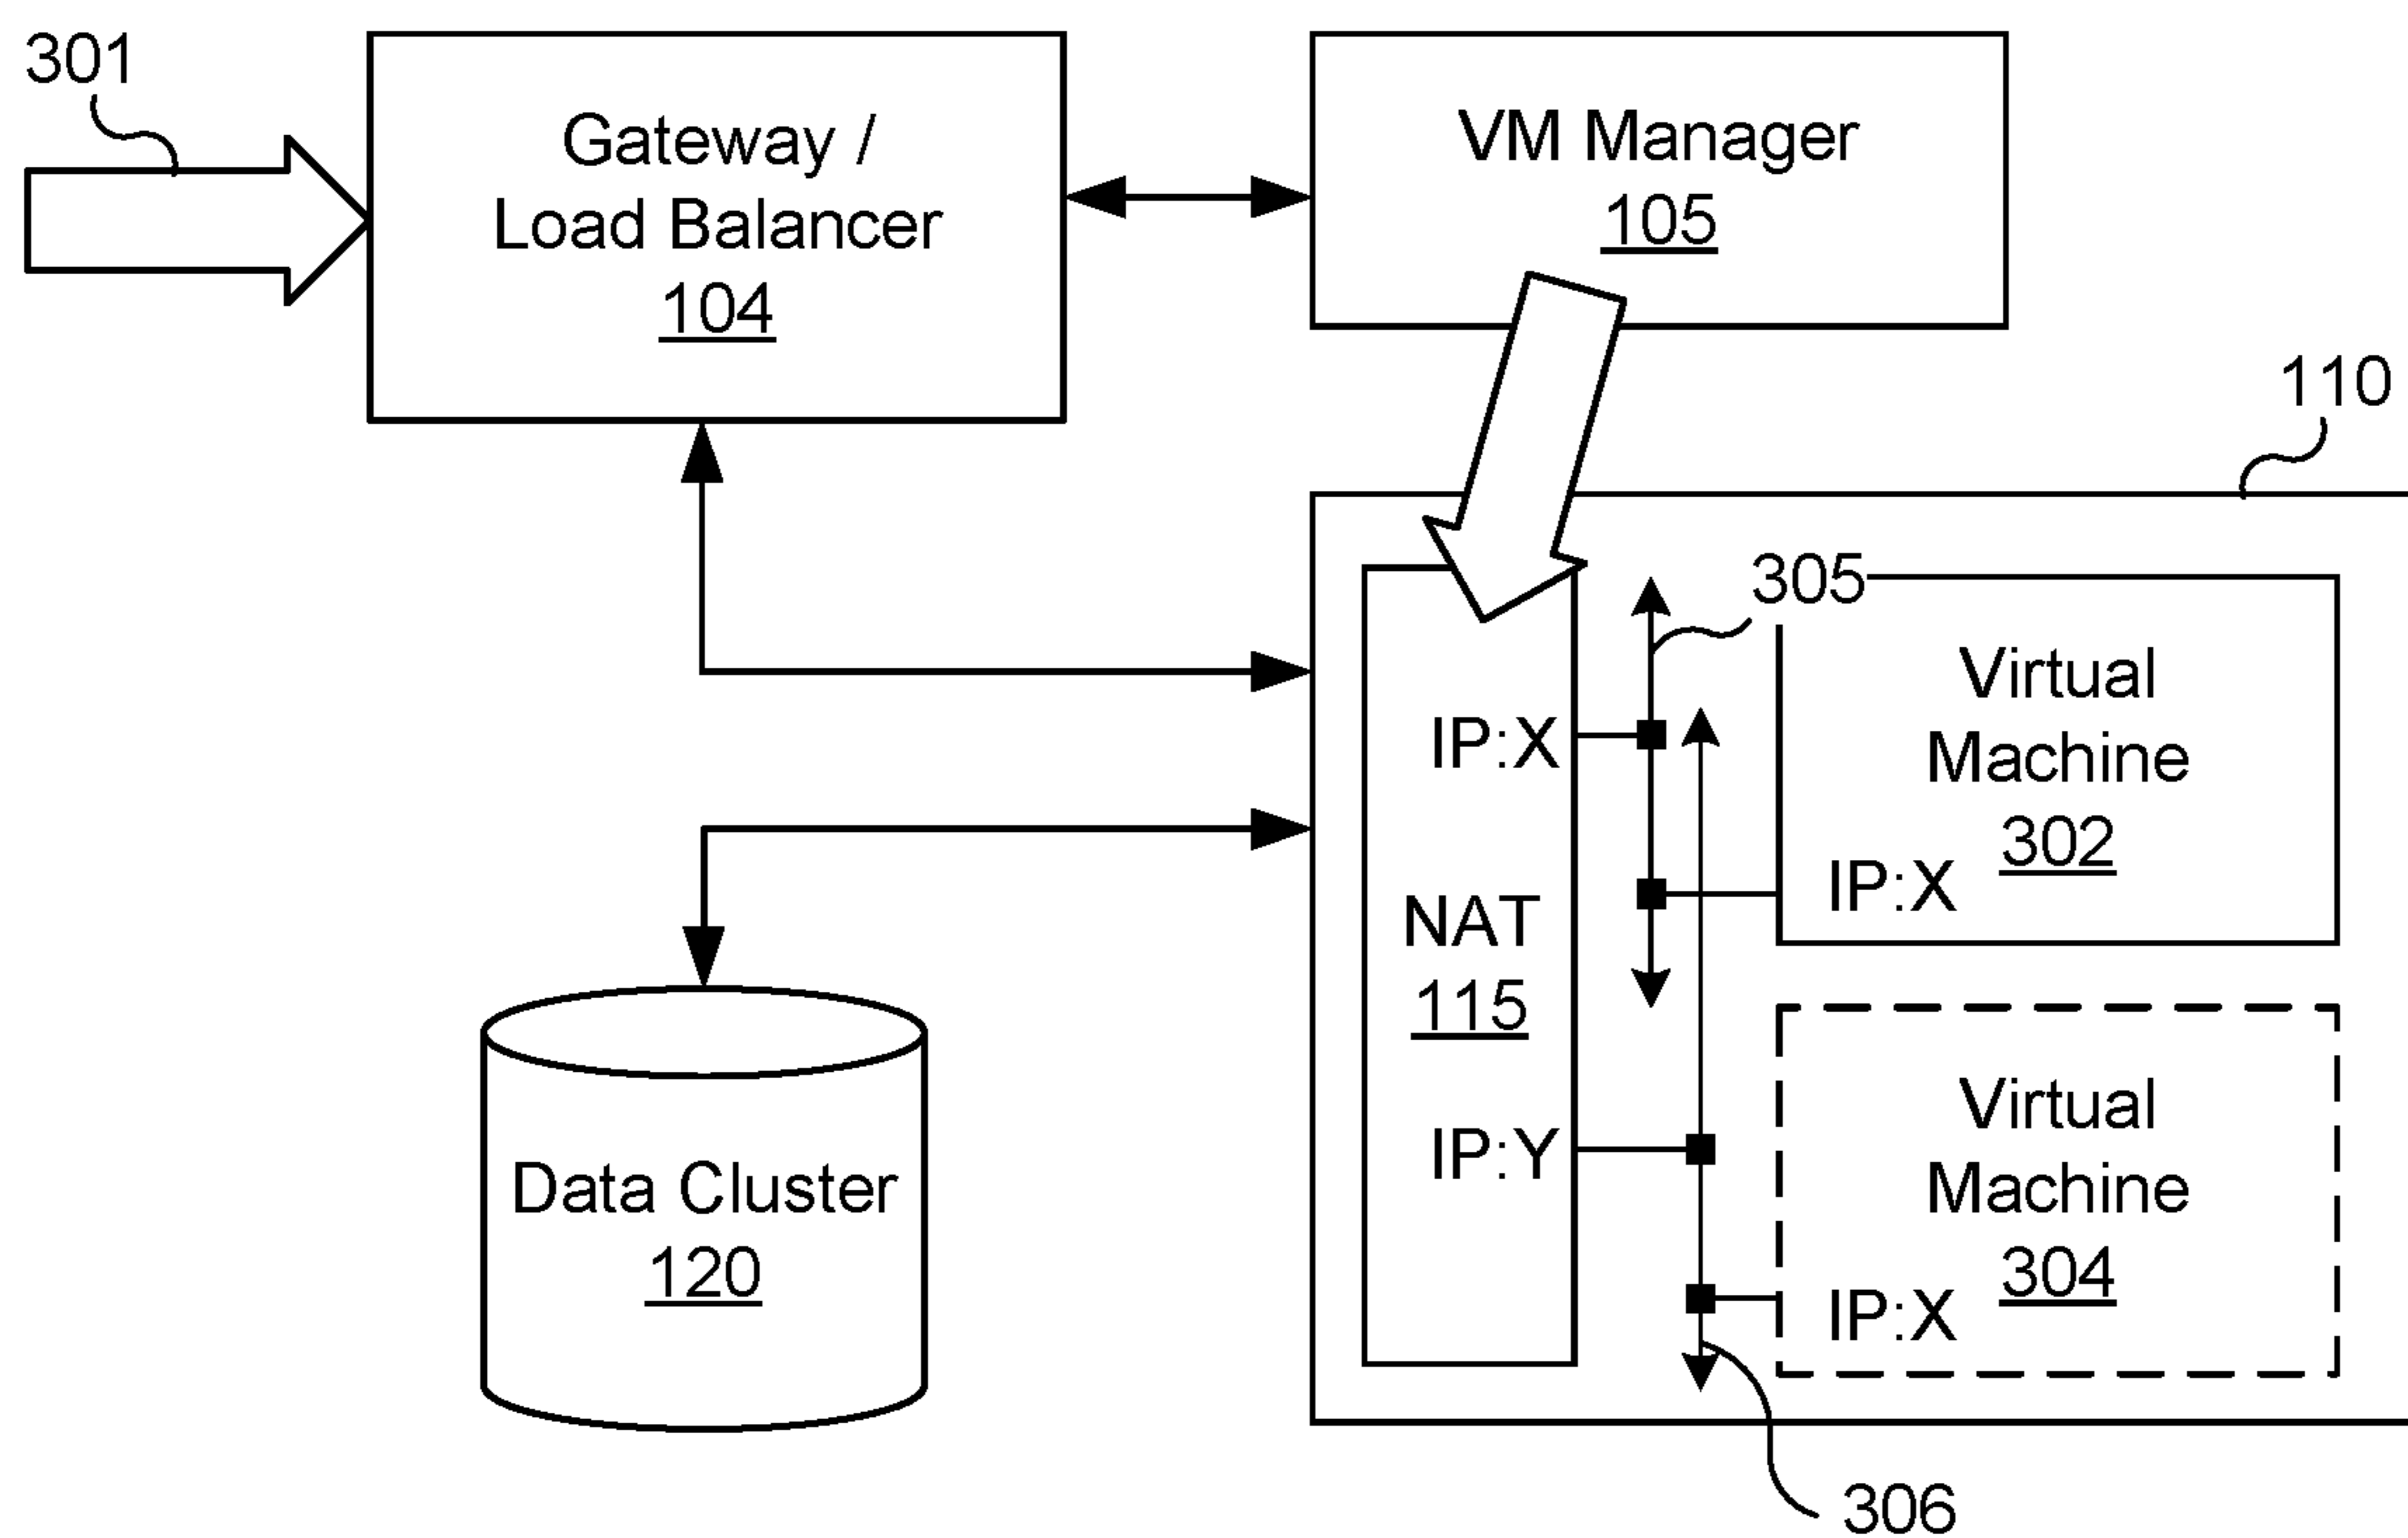 301
Gateway /
Load Balancer
104
VM Manager
105
110
305
Virtual
Machine
302
IP:X
IP:X
NAT
115
IP:Y
Virtual
Machine
304
IP:X
Data Cluster
120
306